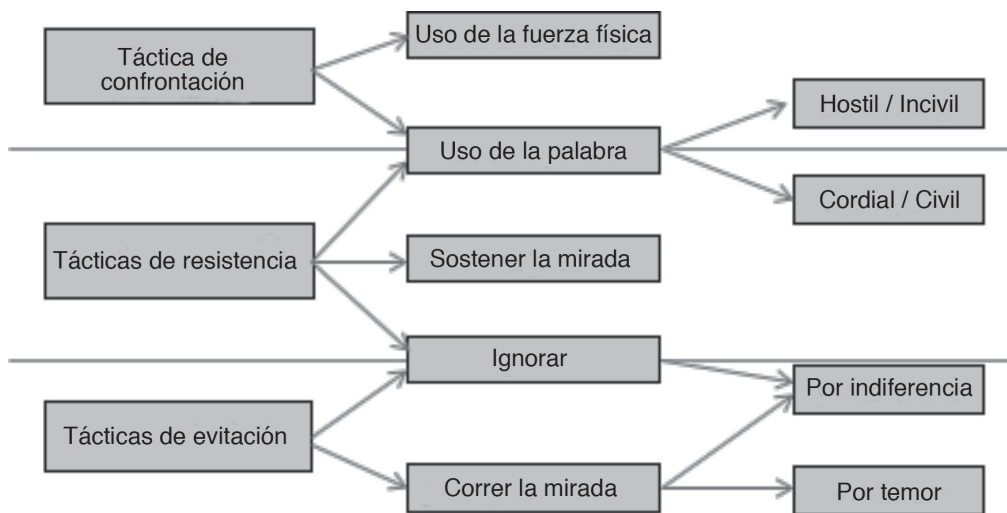 Táctica de
confrontación
Uso de la fuerza física
Uso de la palabra
Hostil / Incivil
Cordial / Civil
Tácticas de resistencia
Sostener la mirada
Ignorar
Por indiferencia
Tácticas de evitación
Correr la mirada
Por temor